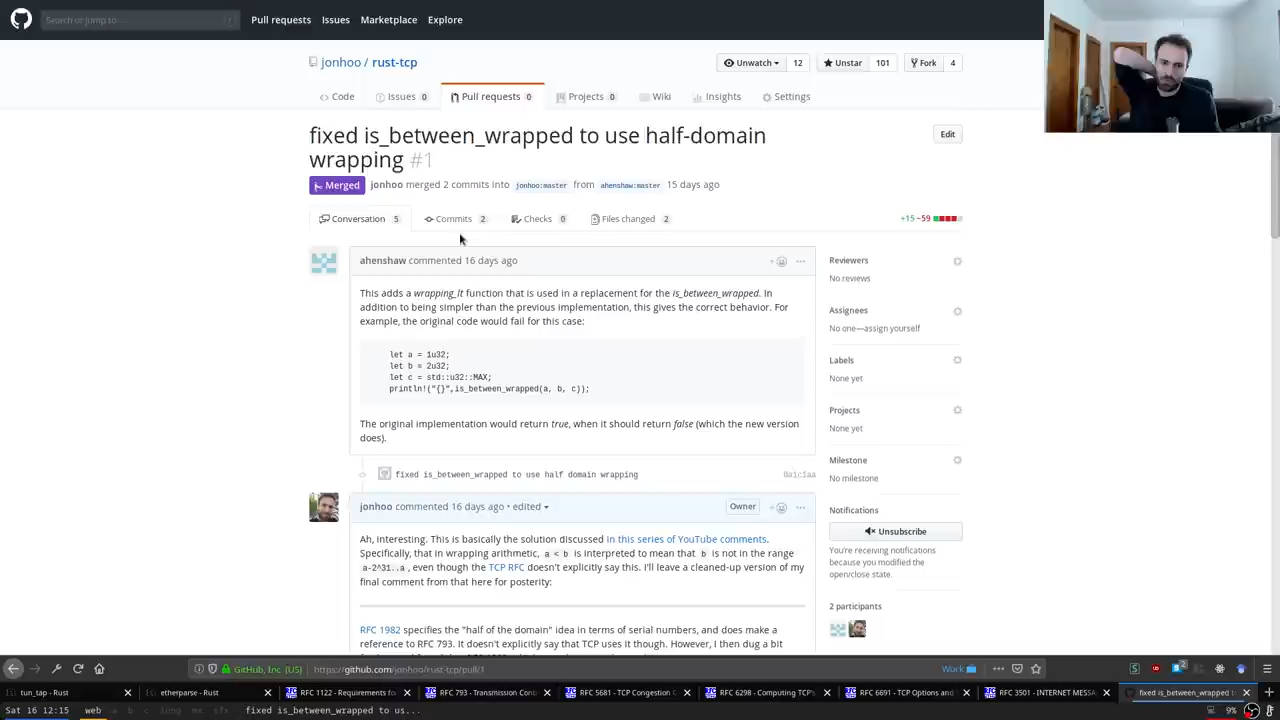 Search or jump to... /
Pull requests Issues Marketplace Explore
jonhoo / rust-tcp
Unwatch 12 Unstar 101 Fork 4
Code Issues 0 Pull requests 0 Projects 0 Wiki Insights Settings
fixed is_between_wrapped to use half-domain
wrapping #1
Edit
Merged jonhoo merged 2 commits into jonhoo:master from ahenshaw:master 15 days ago
Conversation 5 Commits 2 Checks 0 Files changed 2 +15 −59
ahenshaw commented 16 days ago
This adds a wrapping_lt function that is used in a replacement for the is_between_wrapped. In
addition to being simpler than the previous implementation, this gives the correct behavior. For
example, the original code would fail for this case:
let a = 1u32;
let b = 2u32;
let c = std::u32::MAX;
println!("{}",is_between_wrapped(a, b, c));
The original implementation would return true, when it should return false (which the new version
does).
fixed is_between_wrapped to use half domain wrapping
jonhoo commented 16 days ago • edited Owner
Ah, interesting. This is basically the solution discussed in this series of YouTube comments.
Specifically, that in wrapping arithmetic, a < b is interpreted to mean that b is not in the range
a-2^31..a, even though the TCP RFC doesn't explicitly say this. I'll leave a cleaned-up version of my
final comment from that here for posterity:
RFC 1982 specifies the "half of the domain" idea in terms of serial numbers, and does make a
reference to RFC 793. It doesn't explicitly say that TCP uses it though. However, I then dug a bit
Reviewers
No reviews
Assignees
No one—assign yourself
Labels
None yet
Projects
None yet
Milestone
No milestone
Notifications
Unsubscribe
You're receiving notifications
because you modified the
open/close state.
2 participants
GitHub, Inc. (US) https://github.com/jonhoo/rust-tcp/pull/1 Work
tun_tap - Rust etherparse - Rust RFC 1122 - Requirements fo RFC 793 - Transmission Cont RFC 5681 - TCP Congestion C RFC 6298 - Computing TCP's RFC 6691 - TCP Options and RFC 3501 - INTERNET MESSA fixed is_between_wrapped to
Sat 16 12:15 web a b c long mx sfx fixed is_between_wrapped to us... 9%